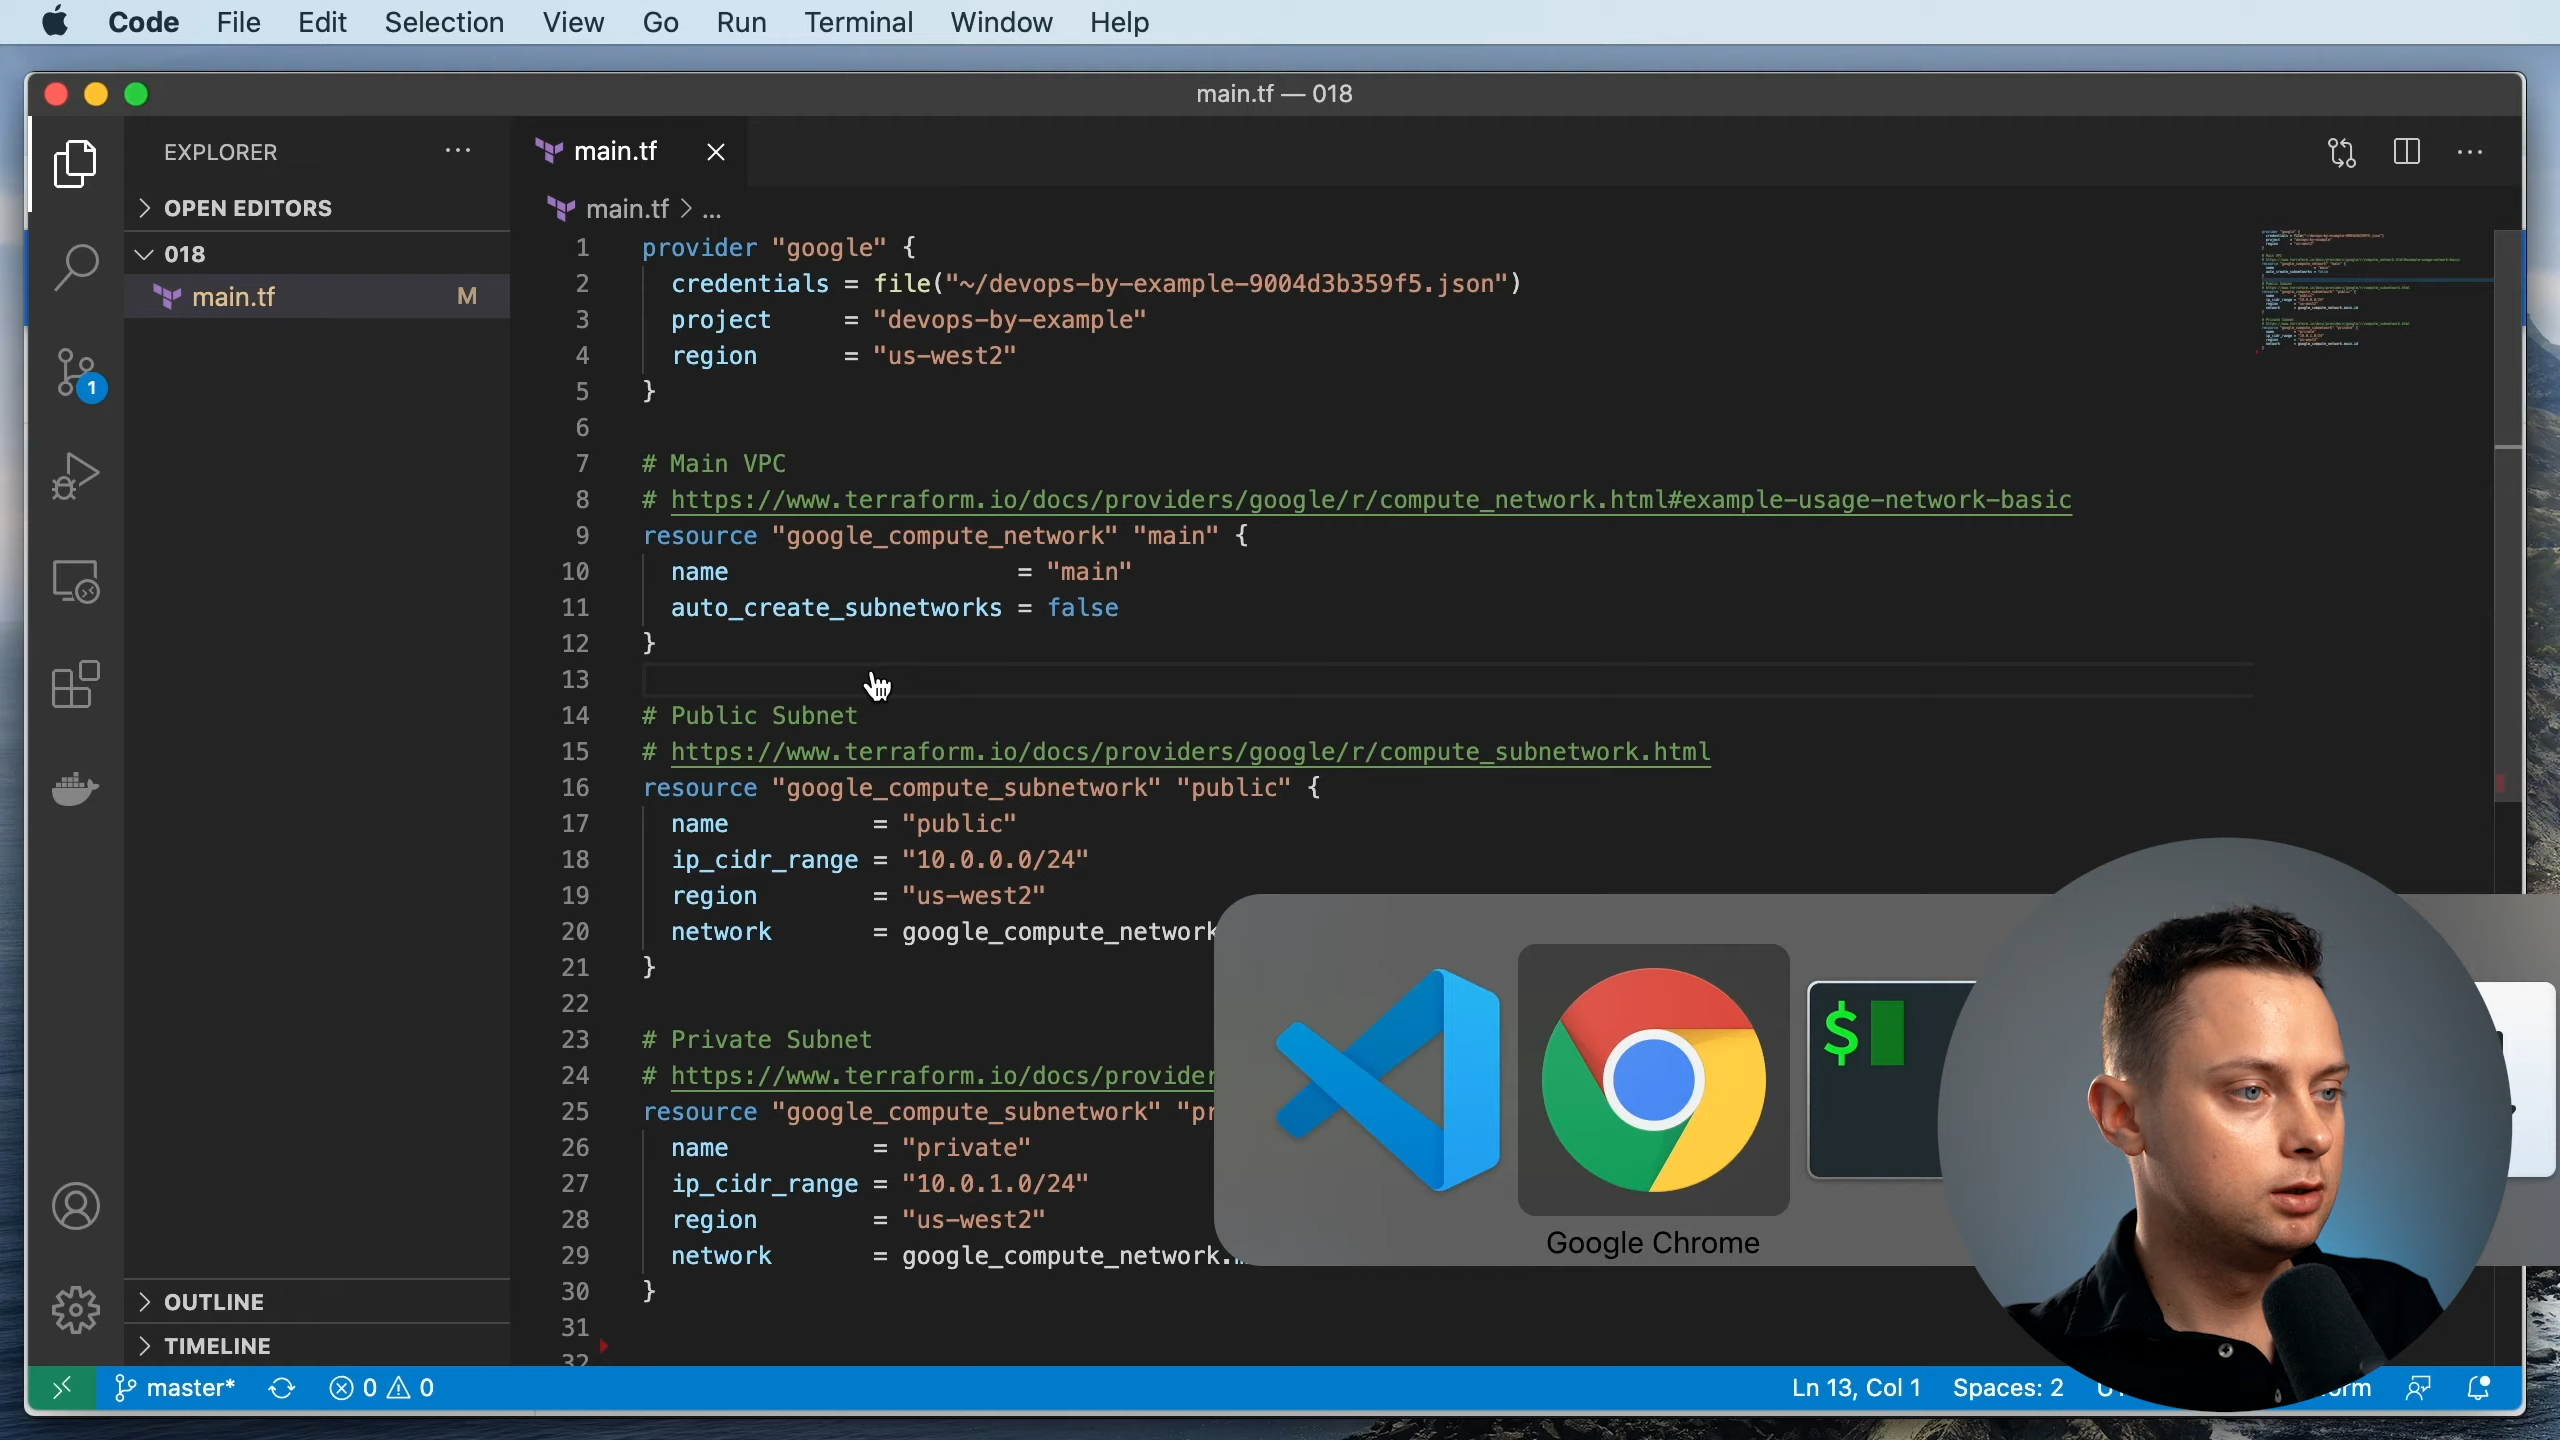 Code File Edit Selection View Go Run Terminal Window Help
main.tf — 018
EXPLORER
OPEN EDITORS
018
main.tf M
1
OUTLINE
TIMELINE
main.tf
main.tf > ...
1 provider "google" {
2 credentials = file("~/devops-by-example-9004d3b359f5.json")
3 project = "devops-by-example"
4 region = "us-west2"
5 }
6
7 # Main VPC
8 # https://www.terraform.io/docs/providers/google/r/compute_network.html#example-usage-network-basic
9 resource "google_compute_network" "main" {
10 name = "main"
11 auto_create_subnetworks = false
12 }
13
14 # Public Subnet
15 # https://www.terraform.io/docs/providers/google/r/compute_subnetwork.html
16 resource "google_compute_subnetwork" "public" {
17 name = "public"
18 ip_cidr_range = "10.0.0.0/24"
19 region = "us-west2"
20 network = google_compute_network
21 }
22
23 # Private Subnet
24 # https://www.terraform.io/docs/provider
25 resource "google_compute_subnetwork" "pr
26 name = "private"
27 ip_cidr_range = "10.0.1.0/24"
28 region = "us-west2"
29 network = google_compute_network.
30 }
31
32
$
Google Chrome
master* 0 0 Ln 13, Col 1 Spaces: 2